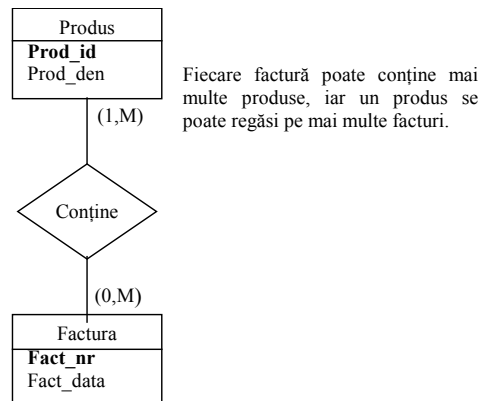 Produs
Prod_id
Prod_den
Fiecare factură poate conține mai
multe produse, iar un produs se
poate regăsi pe mai multe facturi.
(1,M)
Conține
(0,M)
Factura
Fact_nr
Fact_data